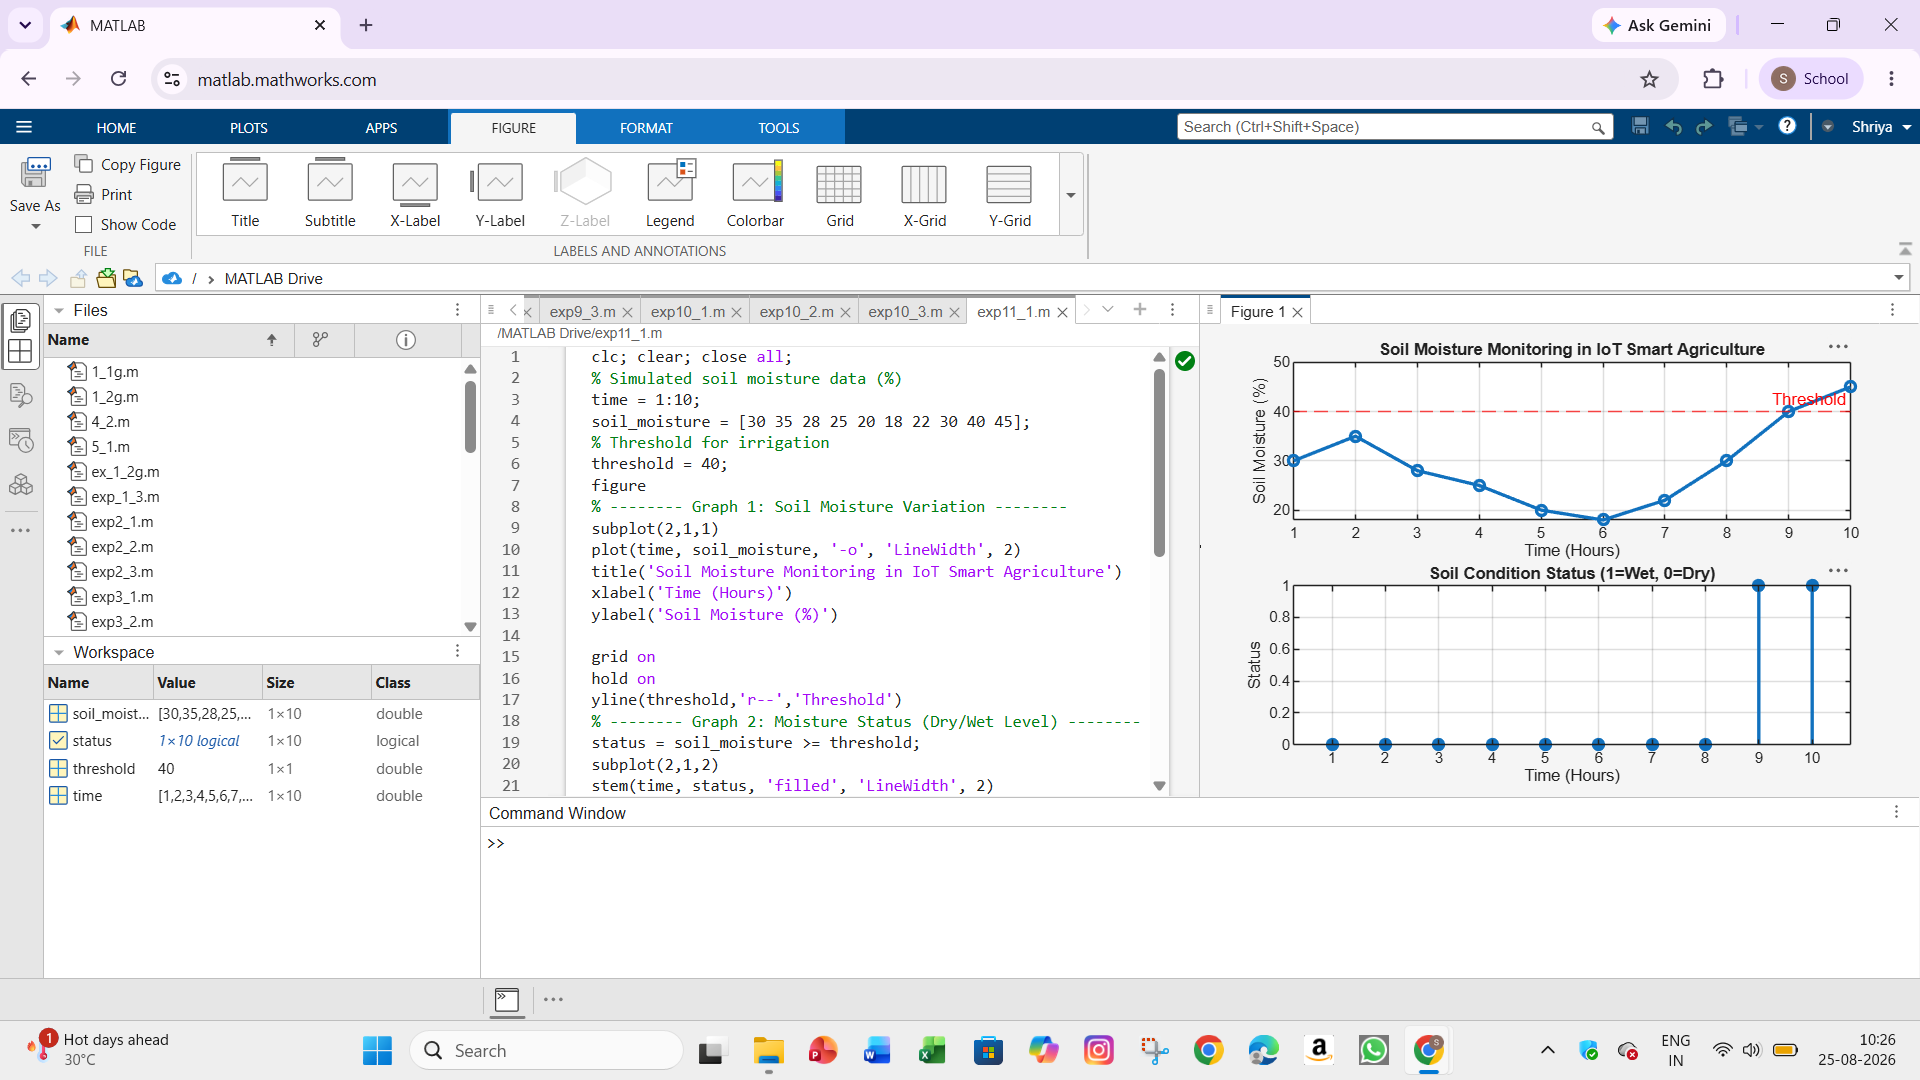 MATLAB
Ask Gemini
matlab.mathworks.com
S School
HOME PLOTS APPS FIGURE FORMAT TOOLS
Search (Ctrl+Shift+Space)
Shriya
Save As
Copy Figure
Print
Show Code
FILE
Title Subtitle X-Label Y-Label Z-Label Legend Colorbar Grid X-Grid Y-Grid
LABELS AND ANNOTATIONS
/ > MATLAB Drive
Files
Name
1_1g.m
1_2g.m
4_2.m
5_1.m
ex_1_2g.m
exp_1_3.m
exp2_1.m
exp2_2.m
exp2_3.m
exp3_1.m
exp3_2.m
Workspace
Name Value Size Class
soil_moist... [30,35,28,25,... 1×10 double
status 1×10 logical 1×10 logical
threshold 40 1×1 double
time [1,2,3,4,5,6,7,... 1×10 double
exp9_3.m exp10_1.m exp10_2.m exp10_3.m exp11_1.m
/MATLAB Drive/exp11_1.m
1 clc; clear; close all;
2 % Simulated soil moisture data (%)
3 time = 1:10;
4 soil_moisture = [30 35 28 25 20 18 22 30 40 45];
5 % Threshold for irrigation
6 threshold = 40;
7 figure
8 % -------- Graph 1: Soil Moisture Variation --------
9 subplot(2,1,1)
10 plot(time, soil_moisture, '-o', 'LineWidth', 2)
11 title('Soil Moisture Monitoring in IoT Smart Agriculture')
12 xlabel('Time (Hours)')
13 ylabel('Soil Moisture (%)')
14
15 grid on
16 hold on
17 yline(threshold,'r--','Threshold')
18 % -------- Graph 2: Moisture Status (Dry/Wet Level) --------
19 status = soil_moisture >= threshold;
20 subplot(2,1,2)
21 stem(time, status, 'filled', 'LineWidth', 2)
Figure 1
Soil Moisture Monitoring in IoT Smart Agriculture
Soil Moisture (%)
50
40
30
20
Threshold
1 2 3 4 5 6 7 8 9 10
Time (Hours)
Soil Condition Status (1=Wet, 0=Dry)
Status
1
0.8
0.6
0.4
0.2
0
1 2 3 4 5 6 7 8 9 10
Time (Hours)
Command Window
>>
1
Hot days ahead
30°C
Search
ENG
IN
10:26
25-08-2026